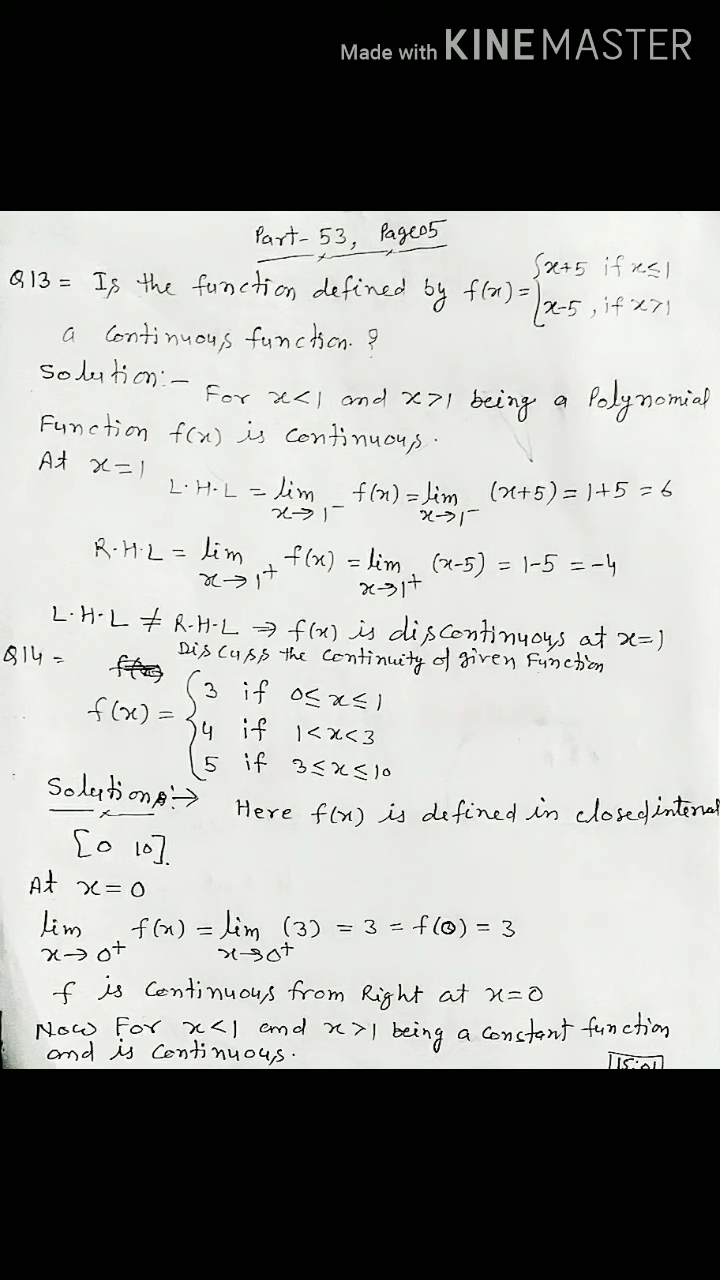 Made with KINEMASTER
Part-53, Page05
Q13 = Is the function defined by f(x) = { x+5 if x≤1
x-5, if x>1
a continuous function.?
Solution:-
For x<1 and x>1 being a Polynomial
Function f(x) is continuous.
At x=1
L.H.L = lim x→1⁻ f(x) = lim x→1⁻ (x+5) = 1+5 = 6
R.H.L = lim x→1+ f(x) = lim x→1+ (x-5) = 1-5 = -4
L.H.L ≠ R.H.L ⇒ f(x) is discontinuous at x=1
Q14 = Discuss the continuity of given Function
f(x) = { 3 if 0≤x≤1
4 if 1<x<3
5 if 3≤x≤10
Solutions:→ Here f(x) is defined in closed interval
[0 10].
At x=0
lim x→0+ f(x) = lim x→0+ (3) = 3 = f(0) = 3
f is continuous from Right at x=0
Now For x<1 and x>1 being a constant function
and is continuous.